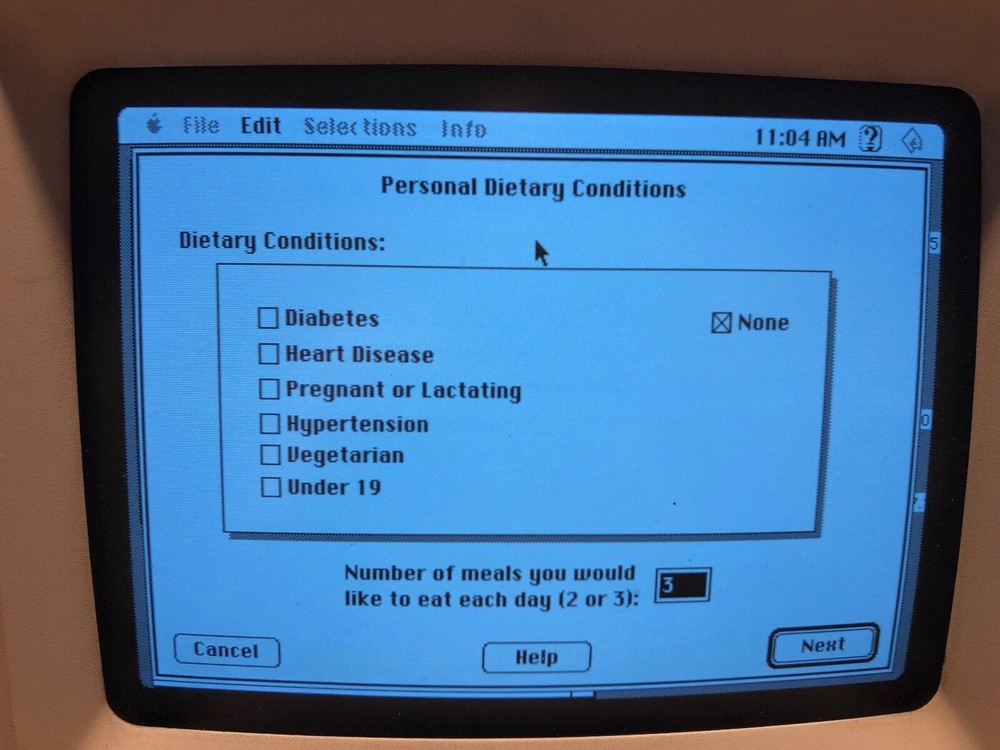 File Edit Selections Info 11:04 AM
Personal Dietary Conditions
Dietary Conditions:
Diabetes
None
Heart Disease
Pregnant or Lactating
Hypertension
Vegetarian
Under 19
Number of meals you would
like to eat each day (2 or 3): 3
Cancel Help Next
5
0